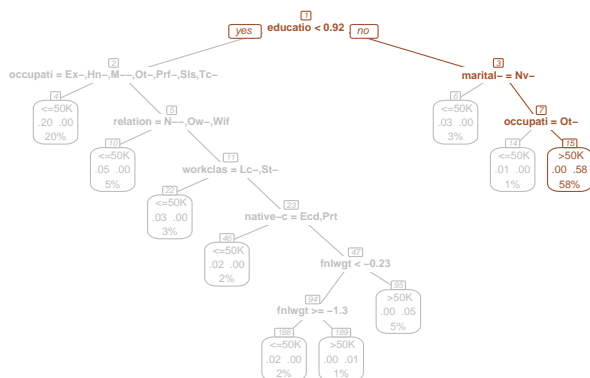 1
yes educatio < 0.92 no
2
occupati = Ex−,Hn−,M−−,Ot−,Prf−,Sls,Tc−
3
marital− = Nv−
4
<=50K
.20 .00
20%
5
relation = N−−,Ow−,Wif
6
<=50K
.03 .00
3%
7
occupati = Ot−
10
<=50K
.05 .00
5%
11
workclas = Lc−,St−
14
<=50K
.01 .00
1%
15
>50K
.00 .58
58%
22
<=50K
.03 .00
3%
23
native−c = Ecd,Prt
46
<=50K
.02 .00
2%
47
fnlwgt < −0.23
94
fnlwgt >= −1.3
95
>50K
.00 .05
5%
188
<=50K
.02 .00
2%
189
>50K
.00 .01
1%